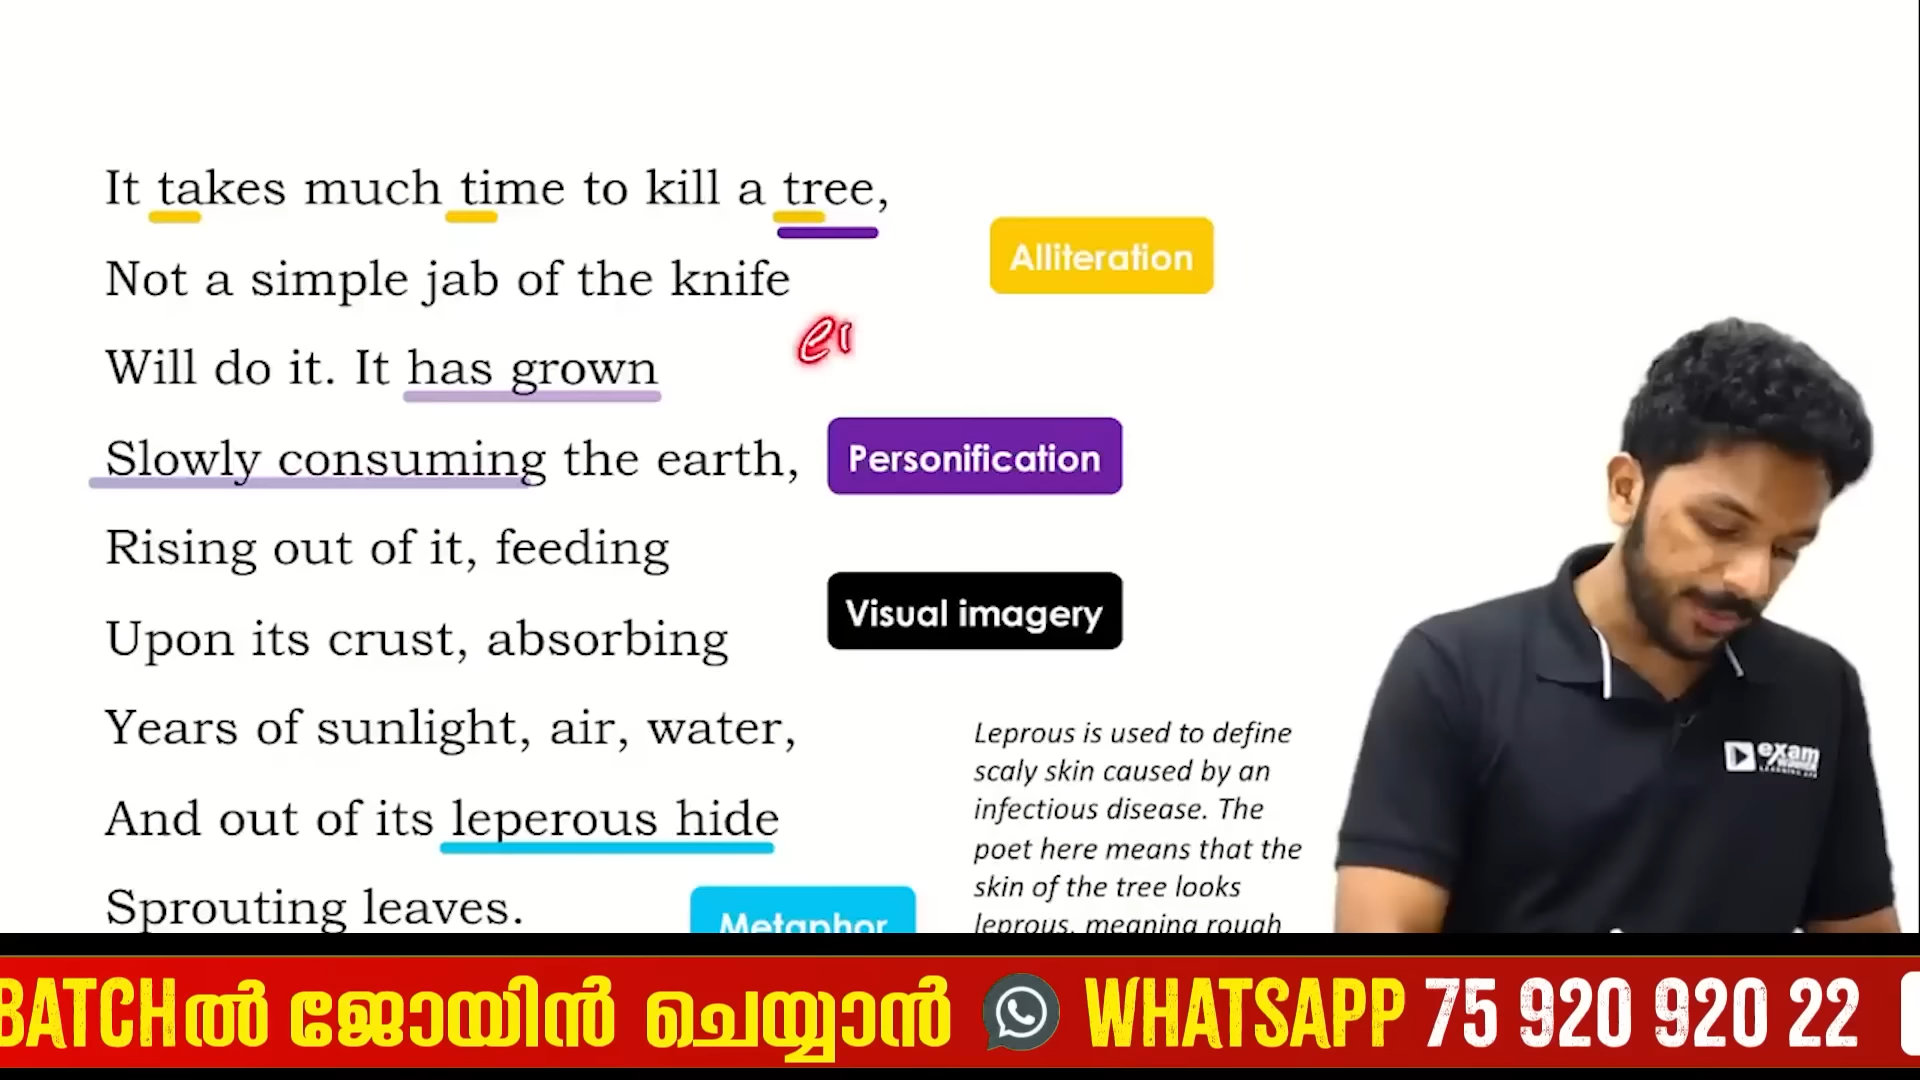 It takes much time to kill a tree,
Not a simple jab of the knife
Will do it. It has grown
Slowly consuming the earth,
Rising out of it, feeding
Upon its crust, absorbing
Years of sunlight, air, water,
And out of its leperous hide
Sprouting leaves.
Alliteration
er
Personification
Visual imagery
Metaphor
Leprous is used to define
scaly skin caused by an
infectious disease. The
poet here means that the
skin of the tree looks
leprous, meaning rough
exam
WINNER
LEARNING APP
BATCHൽ ജോയിൻ ചെയ്യാൻ WHATSAPP 75 920 920 22